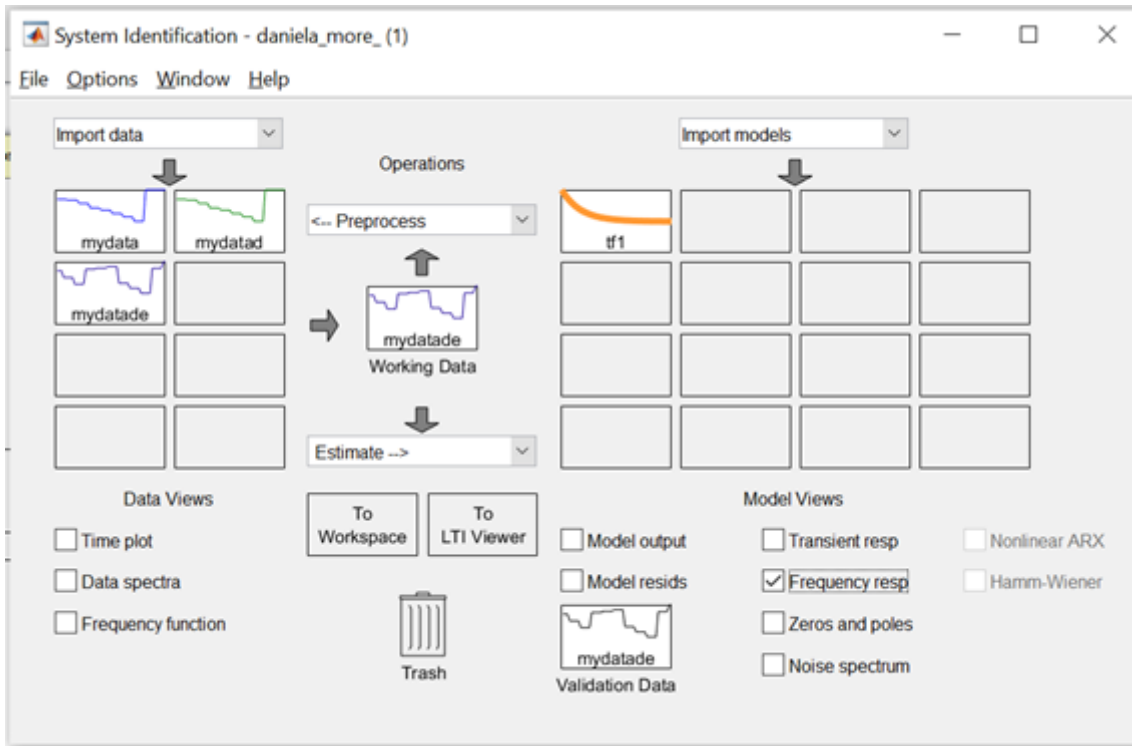 System Identification - daniela_more_ (1)
File Options Window Help
Import data
Import models
Operations
mydata
mydatad
<-- Preprocess
tf1
mydatade
mydatade
Working Data
Estimate -->
Data Views
Model Views
To
Workspace
To
LTI Viewer
Time plot
Data spectra
Frequency function
Trash
Model output
Model resids
mydatade
Validation Data
Transient resp
Frequency resp
Zeros and poles
Noise spectrum
Nonlinear ARX
Hamm-Wiener